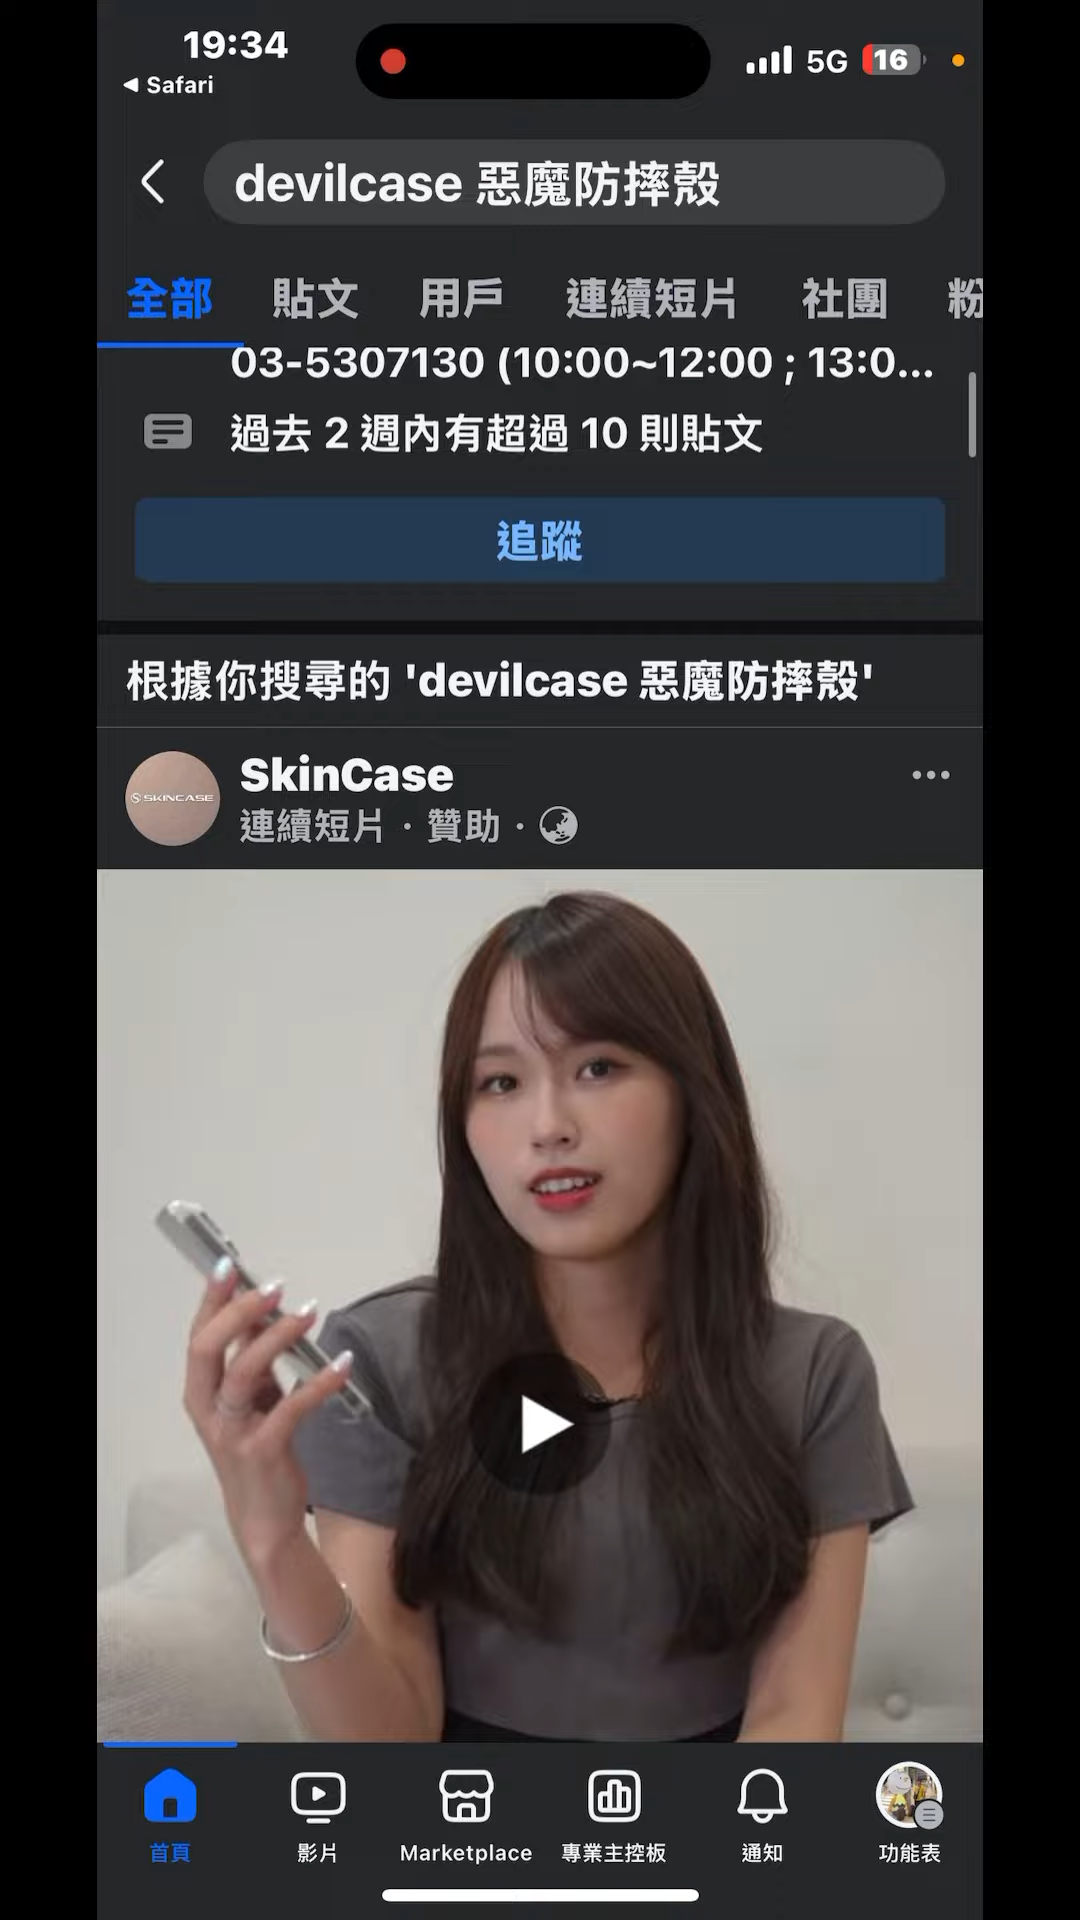 19:34
5G
16
◀ Safari
devilcase 惡魔防摔殼
全部 貼文 用戶 連續短片 社團 粉
03-5307130 (10:00~12:00 ; 13:0...
過去 2 週內有超過 10 則貼文
追蹤
根據你搜尋的 'devilcase 惡魔防摔殼'
SkinCase
SKINCASE
連續短片 · 贊助 ·
首頁 影片 Marketplace 專業主控板 通知 功能表